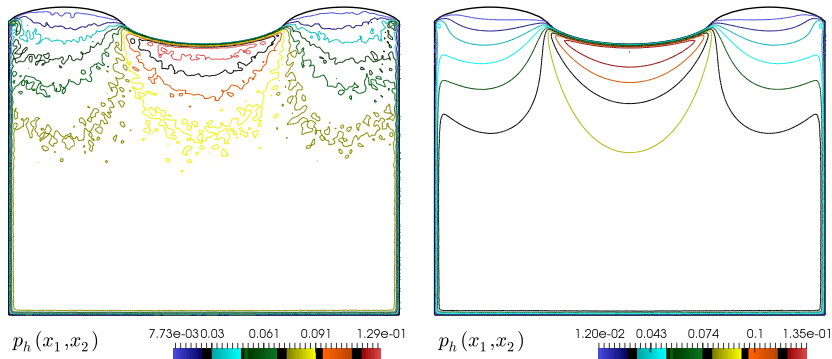 7.73e-03 0.03 0.061 0.091 1.29e-01
p_h(x_1,x_2)
1.20e-02 0.043 0.074 0.1 1.35e-01
p_h(x_1,x_2)